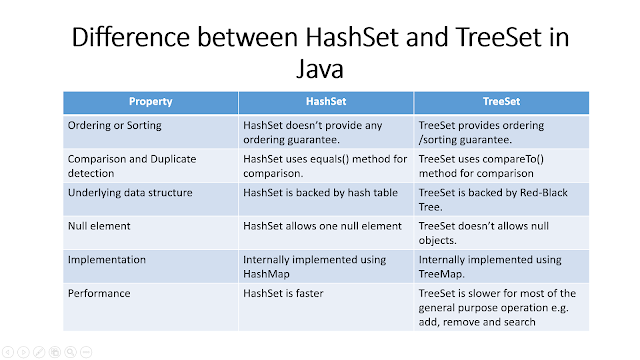 Difference between HashSet and TreeSet in
Java
Property
HashSet
TreeSet
Ordering or Sorting
HashSet doesn't provide any
ordering guarantee.
TreeSet provides ordering
/sorting guarantee.
Comparison and Duplicate
detection
HashSet uses equals() method for
comparison.
TreeSet uses compareTo()
method for comparison
Underlying data structure
HashSet is backed by hash table
TreeSet is backed by Red-Black
Tree.
Null element
HashSet allows one null element
TreeSet doesn't allows null
objects.
Implementation
Internally implemented using
HashMap
Internally implemented using
TreeMap.
Performance
HashSet is faster
TreeSet is slower for most of the
general purpose operation e.g.
add, remove and search